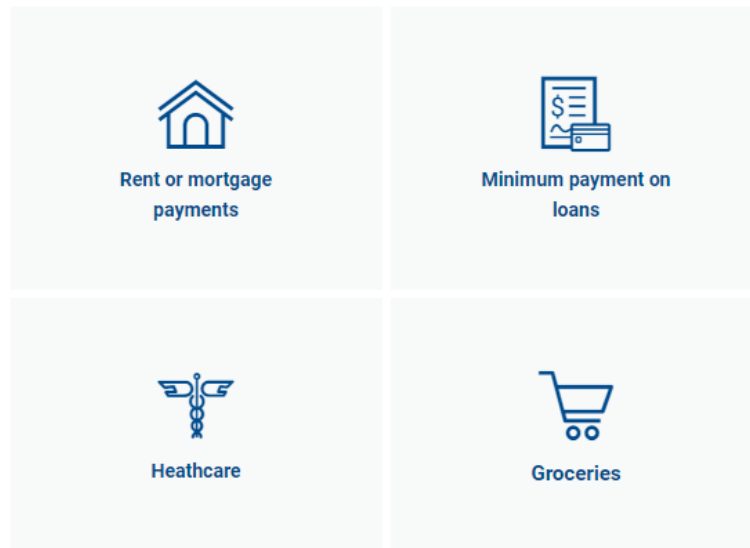 $
Rent or mortgage
payments
Minimum payment on
loans
Heathcare
Groceries